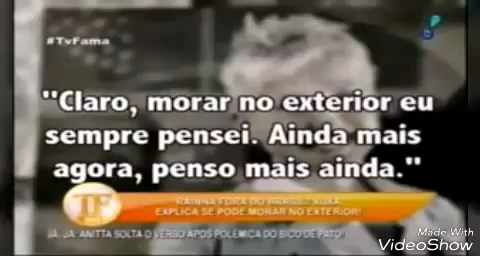 #TvFama
"Claro, morar no exterior eu
sempre pensei. Ainda mais
agora, penso mais ainda."
TF
RAINHA FORA DO BRASIL? XUXA
EXPLICA SE PODE MORAR NO EXTERIOR!
JÁ, JÁ: ANITTA SOLTA O VERBO APÓS POLÊMICA DO BICO DE PATO!
Made With
VideoShow